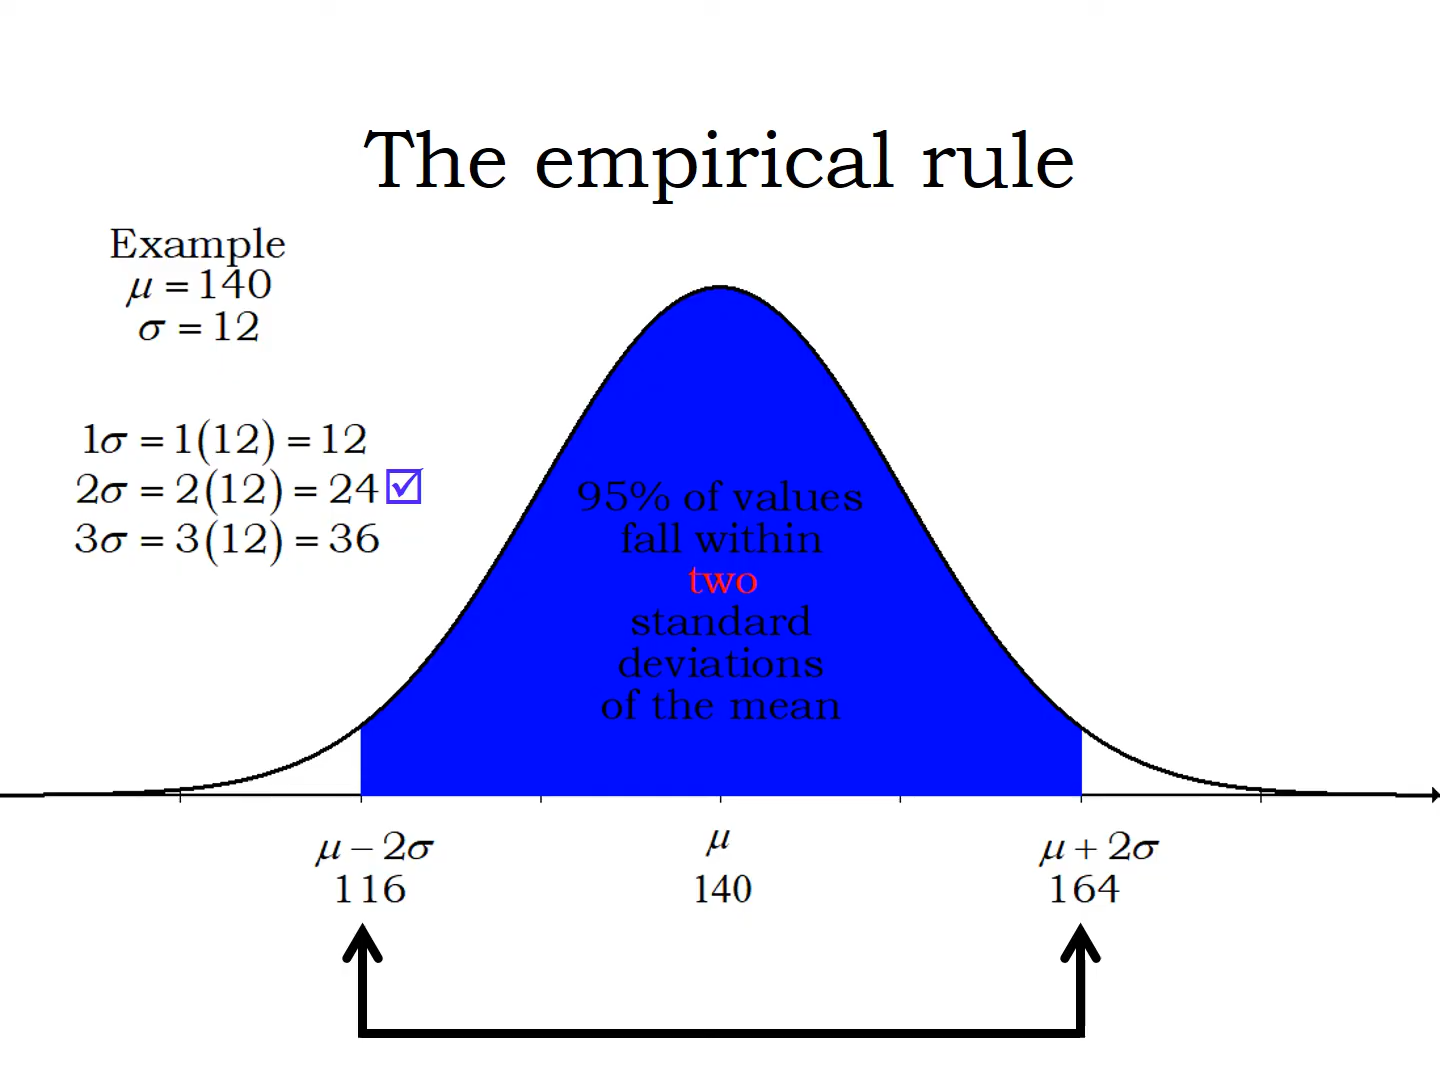 The empirical rule
Example
μ = 140
σ = 12
1σ = 1(12) = 12
2σ = 2(12) = 24 ☑
3σ = 3(12) = 36
95% of values
fall within
two
standard
deviations
of the mean
μ − 2σ
116
μ
140
μ + 2σ
164